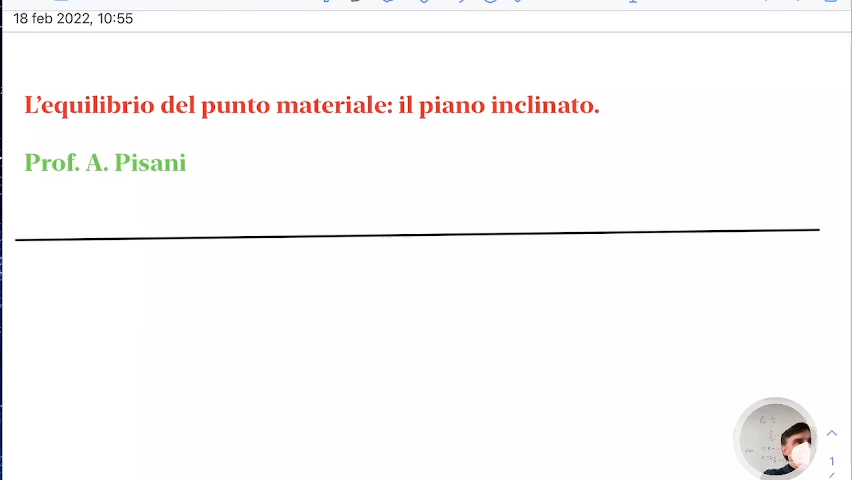 18 feb 2022, 10:55
L'equilibrio del punto materiale: il piano inclinato.
Prof. A. Pisani
1